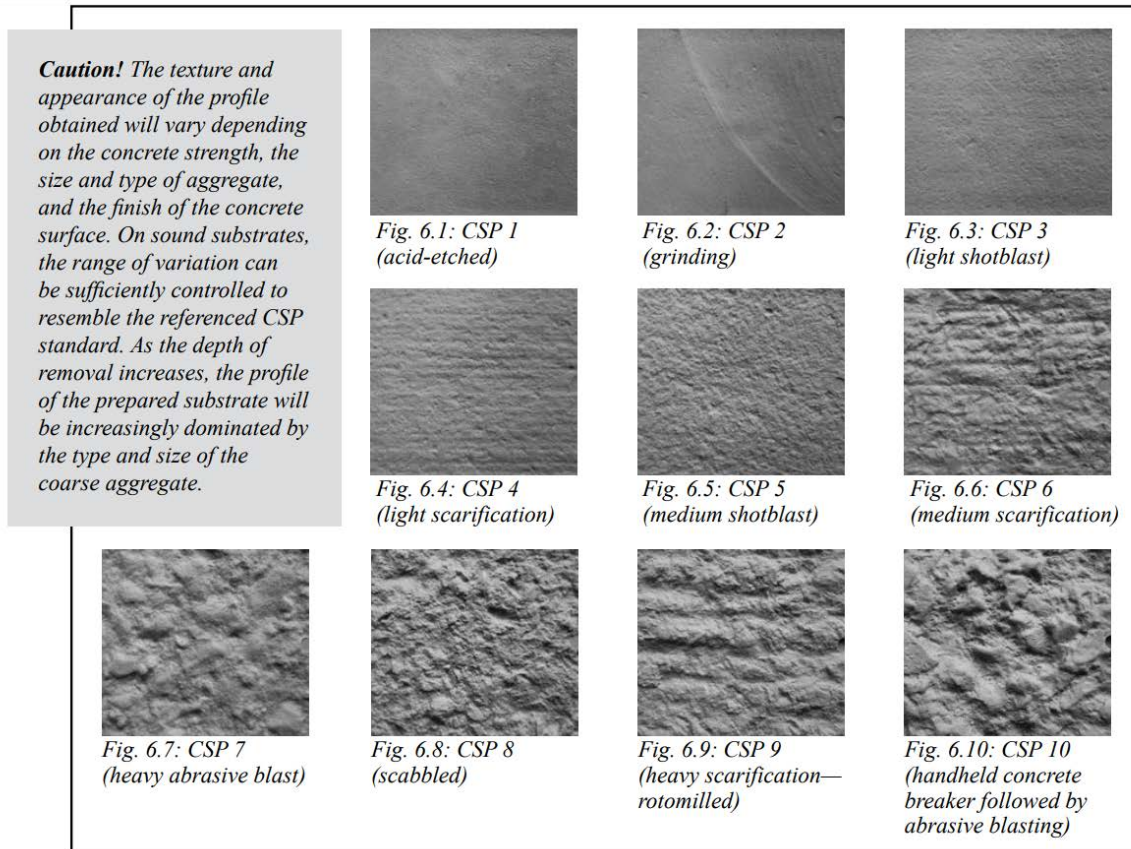 Caution! The texture and
appearance of the profile
obtained will vary depending
on the concrete strength, the
size and type of aggregate,
and the finish of the concrete
surface. On sound substrates,
the range of variation can
be sufficiently controlled to
resemble the referenced CSP
standard. As the depth of
removal increases, the profile
of the prepared substrate will
be increasingly dominated by
the type and size of the
coarse aggregate.
Fig. 6.1: CSP 1
(acid-etched)
Fig. 6.2: CSP 2
(grinding)
Fig. 6.3: CSP 3
(light shotblast)
Fig. 6.4: CSP 4
(light scarification)
Fig. 6.5: CSP 5
(medium shotblast)
Fig. 6.6: CSP 6
(medium scarification)
Fig. 6.7: CSP 7
(heavy abrasive blast)
Fig. 6.8: CSP 8
(scabbled)
Fig. 6.9: CSP 9
(heavy scarification—
rotomilled)
Fig. 6.10: CSP 10
(handheld concrete
breaker followed by
abrasive blasting)